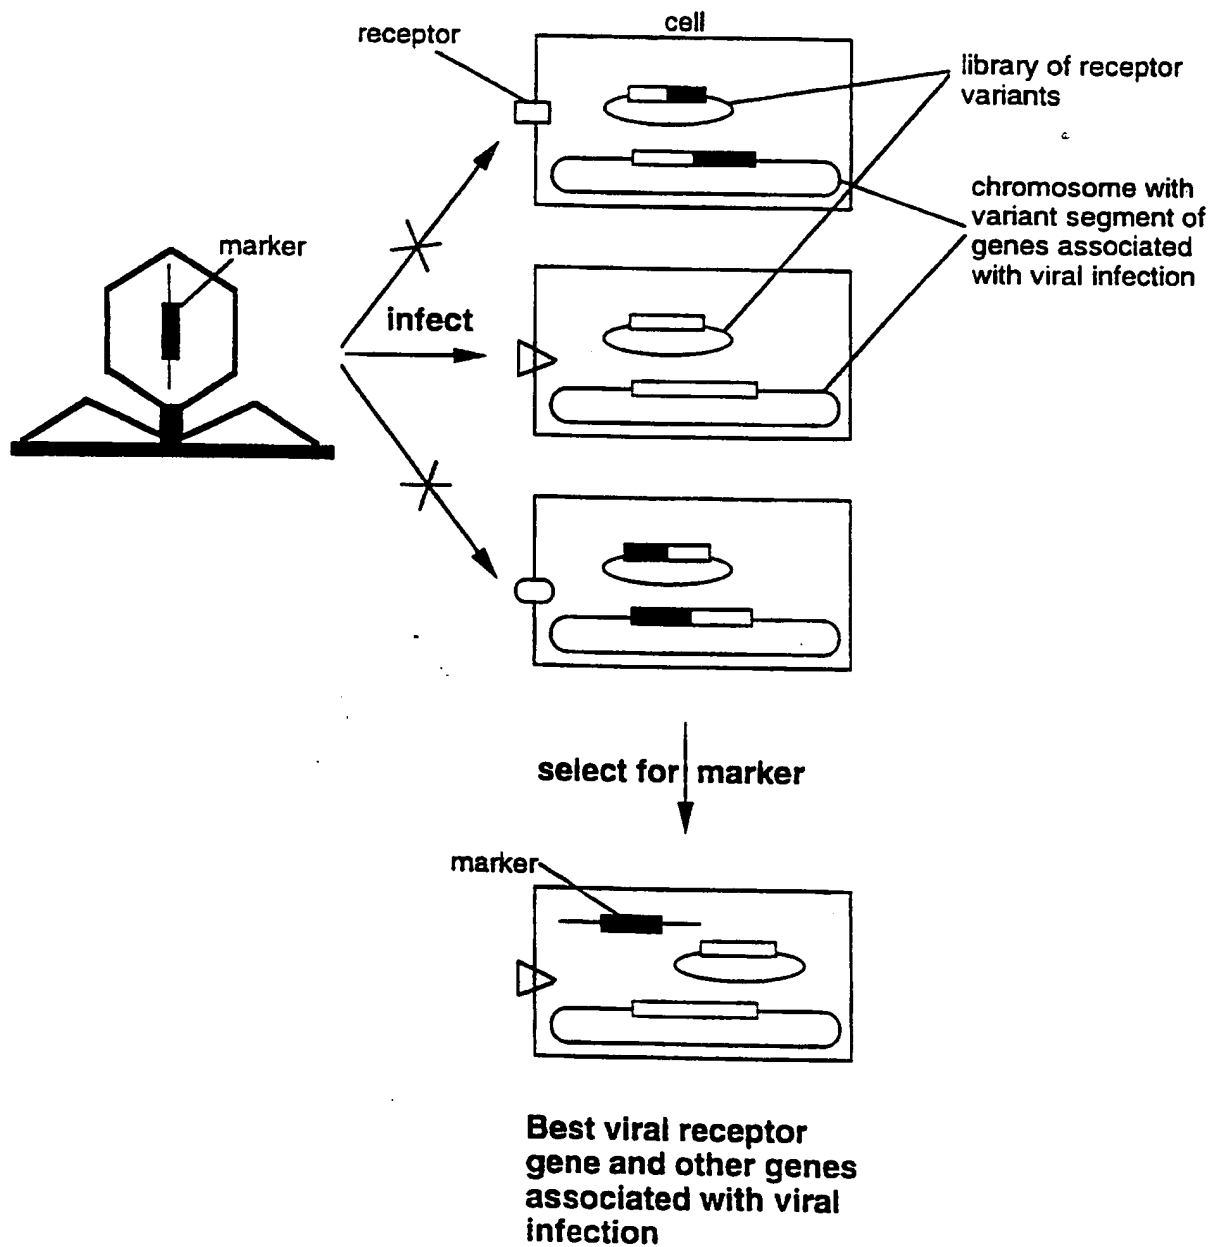 cell
receptor
library of receptor
variants
chromosome with
variant segment of
genes associated
with viral infection
marker
infect
select for marker
marker
Best viral receptor
gene and other genes
associated with viral
infection